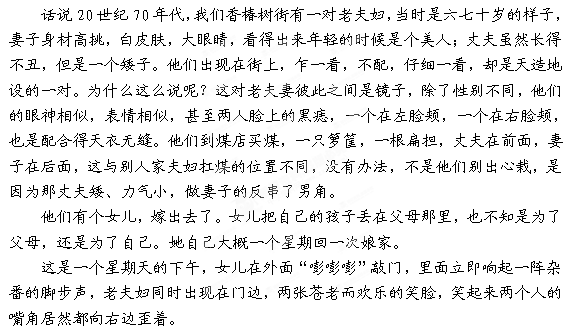 话说 20 世纪 70 年代，我们香椿树街有一对老夫妇，当时是六七十岁的样子，
妻子身材高挑，白皮肤，大眼睛，看得出来年轻的时候是个美人；丈夫虽然长得
不丑，但是一个矮子。他们出现在街上，乍一看，不配，仔细一看，却是天造地
设的一对。为什么这么说呢？这对老夫妻彼此之间是镜子，除了性别不同，他们
的眼神相似，表情相似，甚至两人脸上的黑痣，一个在左脸颊，一个在右脸颊，
也是配合得天衣无缝。他们到煤店买煤，一只箩筐，一根扁担，丈夫在前面，妻
子在后面，这与别人家夫妇扛煤的位置不同，没有办法，不是他们别出心裁，是
因为那丈夫矮、力气小，做妻子的反串了男角。
他们有个女儿，嫁出去了。女儿把自己的孩子丢在父母那里，也不知是为了
父母，还是为了自己。她自己大概一个星期回一次娘家。
这是一个星期天的下午，女儿在外面“嘭嘭嘭”敲门，里面立即响起一阵杂
沓的脚步声，老夫妇同时出现在门边，两张苍老而欢乐的笑脸，笑起来两个人的
嘴角居然都向右边歪着。